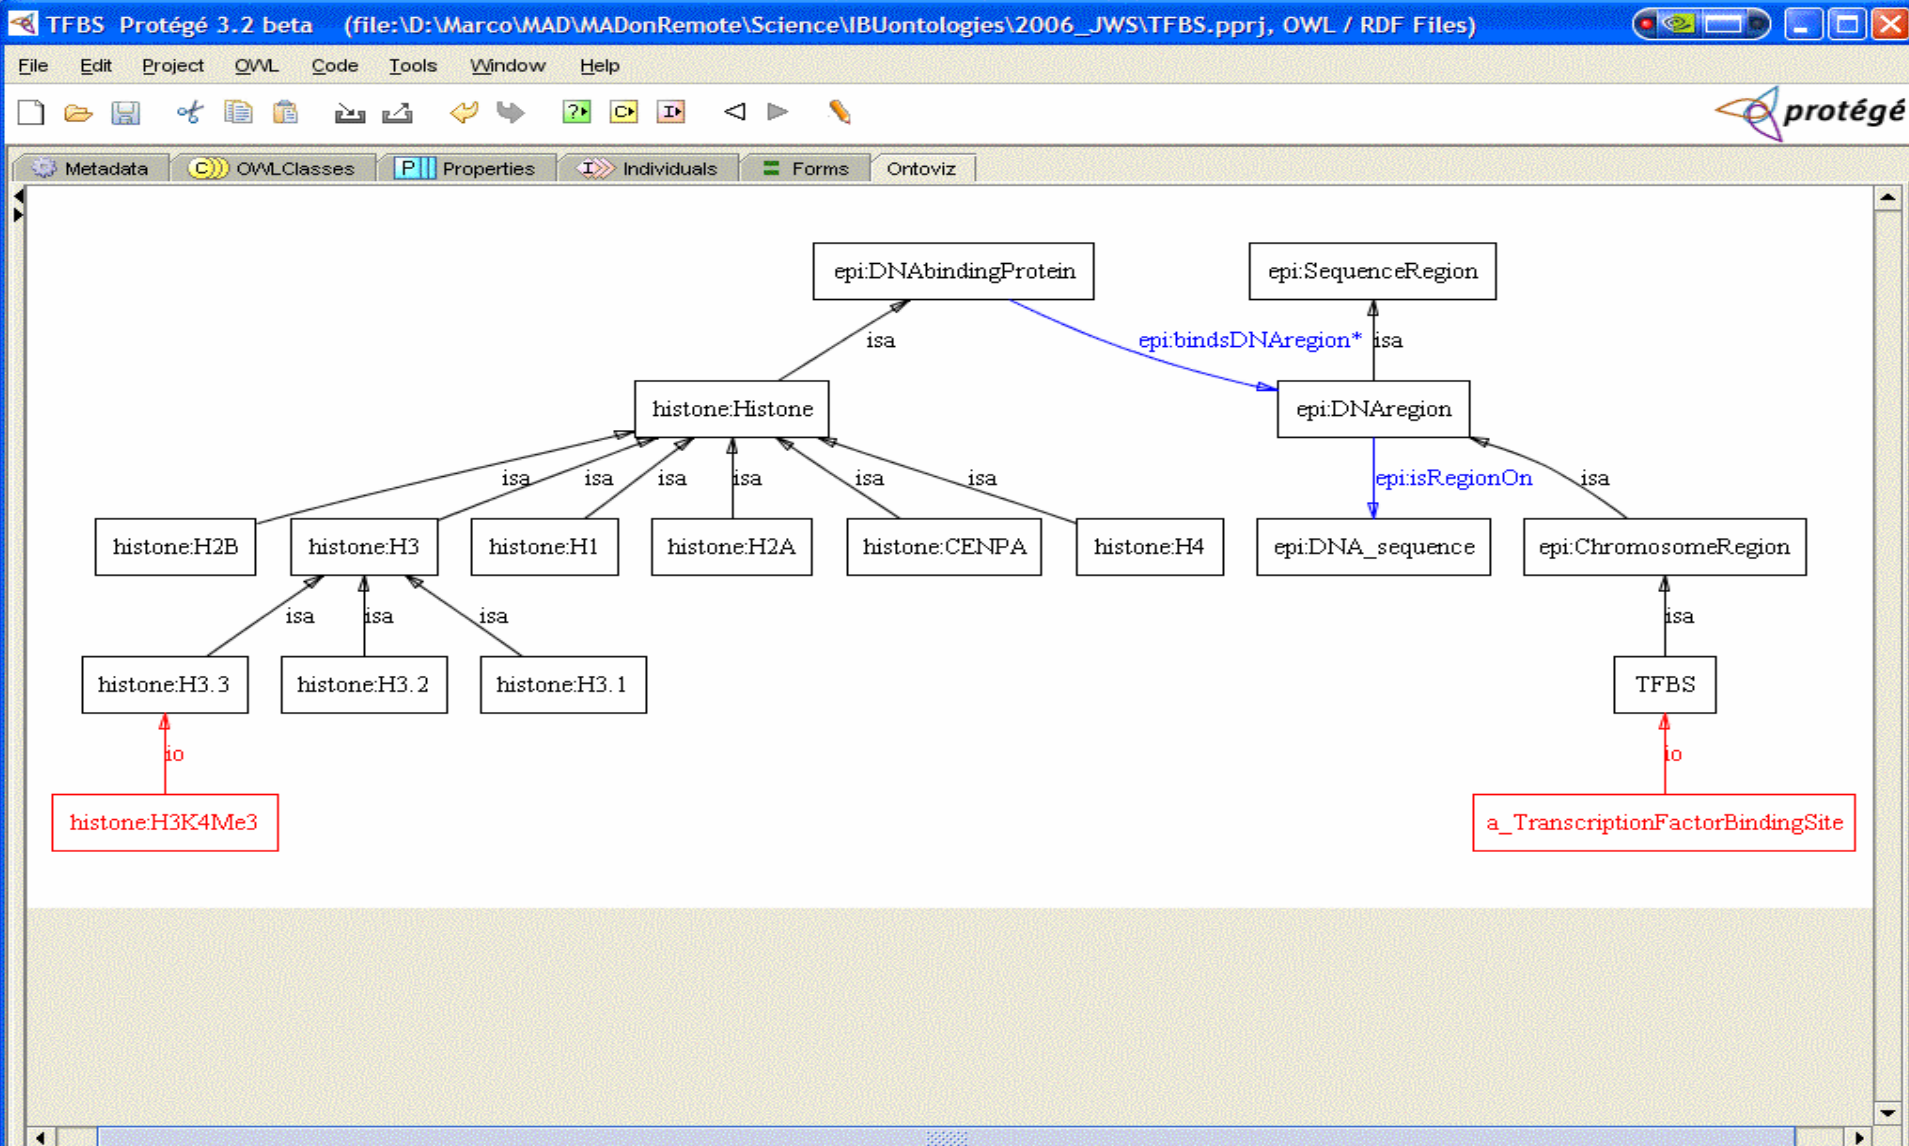 TFBS Protégé 3.2 beta (file:\D:\Marco\MAD\MADonRemote\Science\IBUontologies\2006_JWS\TFBS.pprj, OWL / RDF Files)
File Edit Project OWL Code Tools Window Help
? C I protégé
Metadata C OWLClasses P Properties I Individuals Forms Ontoviz
epi:DNAbindingProtein epi:SequenceRegion
isa epi:bindsDNAregion* isa
histone:Histone epi:DNAregion
isa isa isa isa isa isa epi:isRegionOn isa
histone:H2B histone:H3 histone:H1 histone:H2A histone:CENPA histone:H4 epi:DNA_sequence epi:ChromosomeRegion
isa isa isa isa
histone:H3.3 histone:H3.2 histone:H3.1 TFBS
io io
histone:H3K4Me3 a_TranscriptionFactorBindingSite